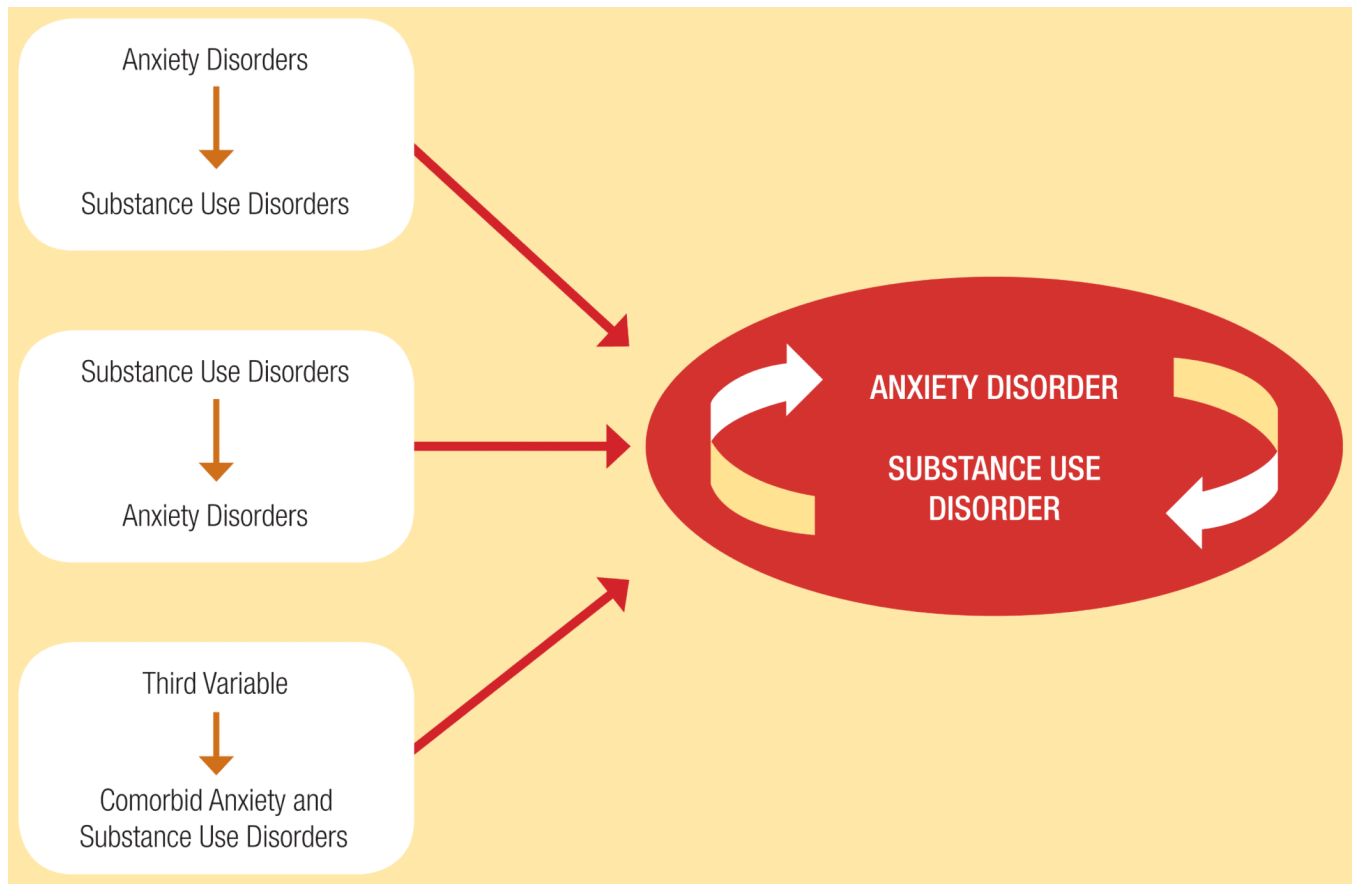 Anxiety Disorders
Substance Use Disorders
Substance Use Disorders
Anxiety Disorders
Third Variable
Comorbid Anxiety and
Substance Use Disorders
ANXIETY DISORDER
SUBSTANCE USE
DISORDER